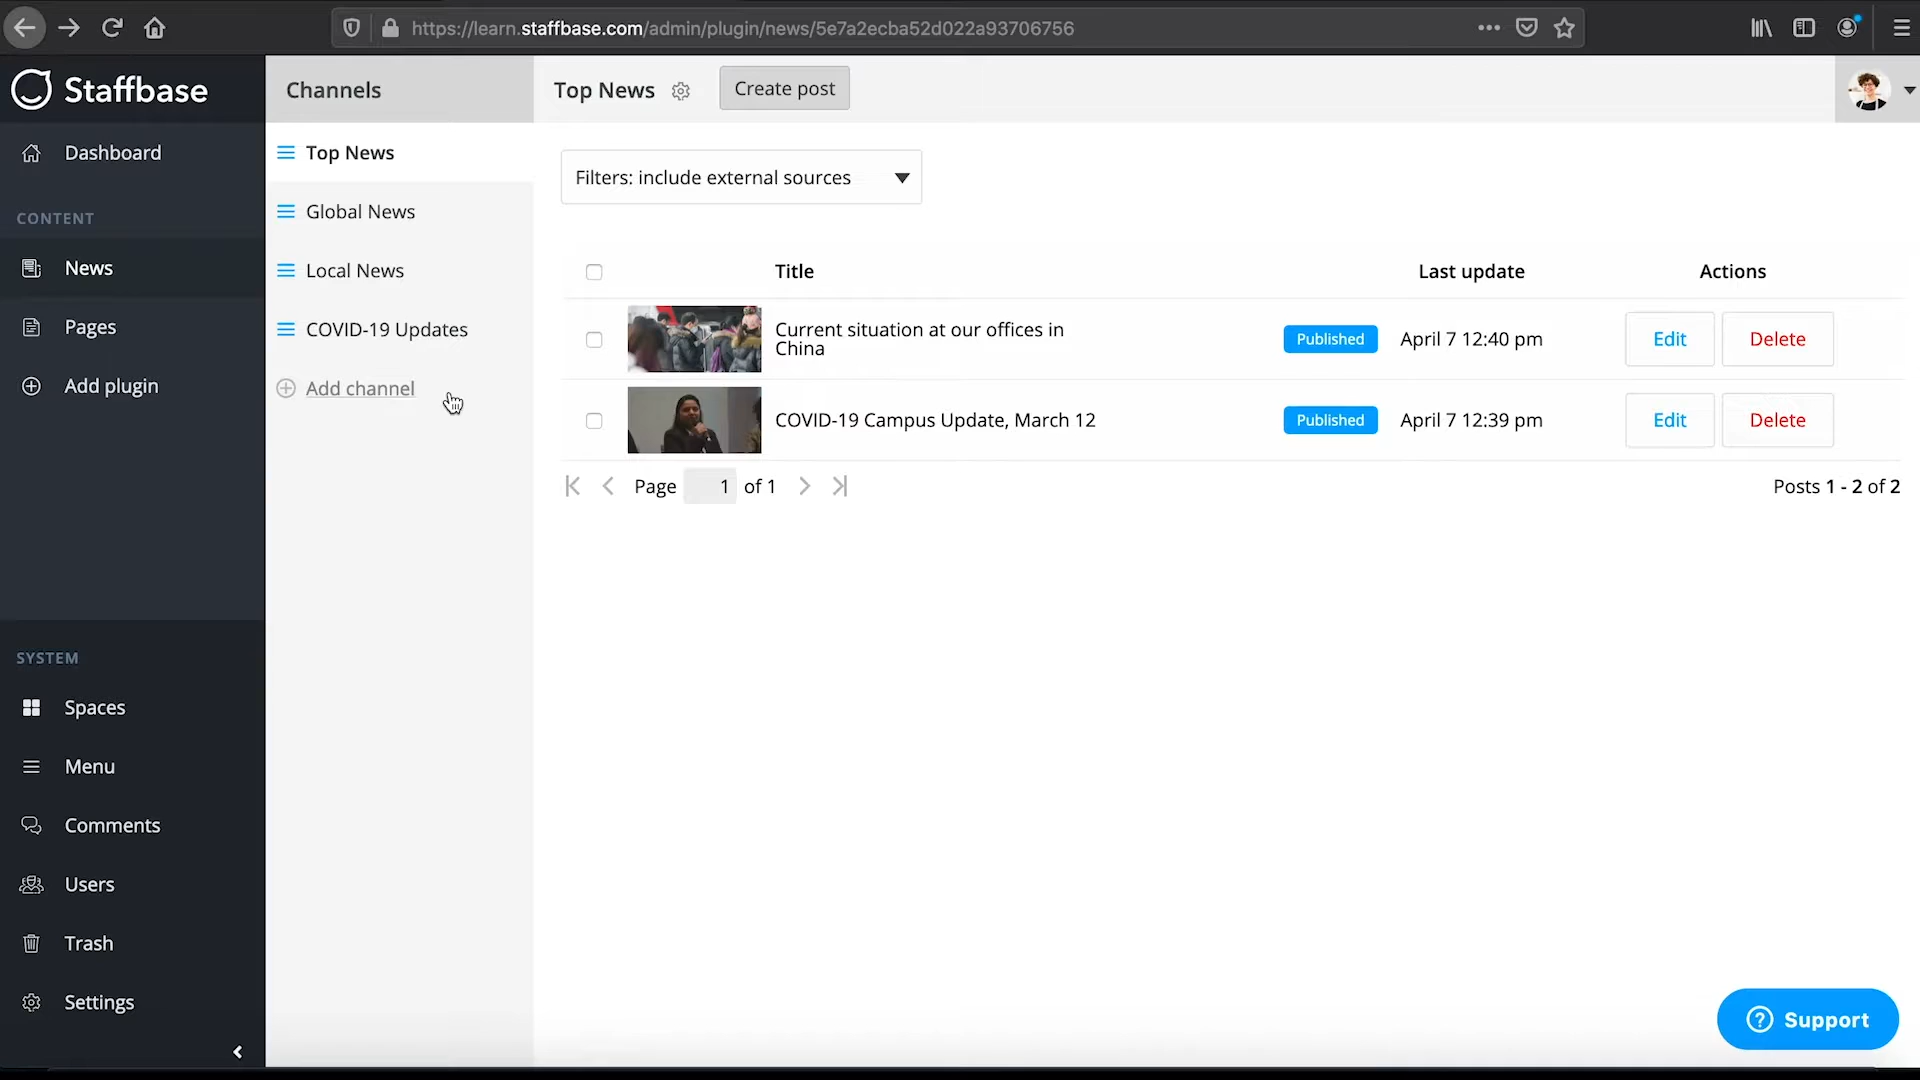 https://learn.staffbase.com/admin/plugin/news/5e7a2ecba52d022a93706756
Staffbase
Channels
Top News
Create post
Dashboard
CONTENT
News
Pages
Add plugin
SYSTEM
Spaces
Menu
Comments
Users
Trash
Settings
Top News
Global News
Local News
COVID-19 Updates
Add channel
Filters: include external sources
Title
Last update
Actions
Current situation at our offices in
China
Published
April 7 12:40 pm
Edit
Delete
COVID-19 Campus Update, March 12
Published
April 7 12:39 pm
Edit
Delete
Page 1 of 1
Posts 1 - 2 of 2
Support